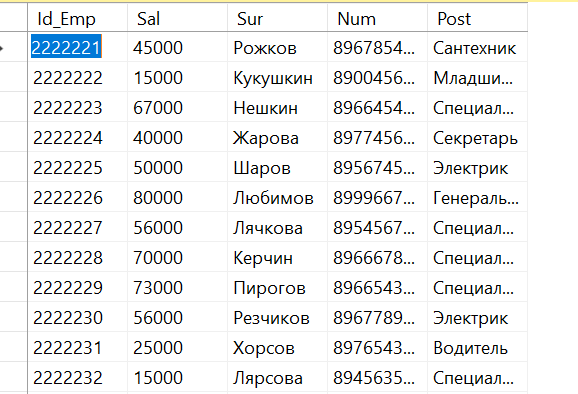 Id_Emp Sal Sur Num Post
2222221 45000 Рожков 8967854... Сантехник
2222222 15000 Кукушкин 8900456... Младши...
2222223 67000 Нешкин 8966454... Специал...
2222224 40000 Жарова 8977456... Секретарь
2222225 50000 Шаров 8956745... Электрик
2222226 80000 Любимов 8999667... Генераль...
2222227 56000 Лячкова 8954567... Специал...
2222228 70000 Керчин 8966678... Специал...
2222229 73000 Пирогов 8966543... Специал...
2222230 56000 Резчиков 8967789... Электрик
2222231 25000 Хорсов 8976543... Водитель
2222232 15000 Лярсова 8945635... Специал...